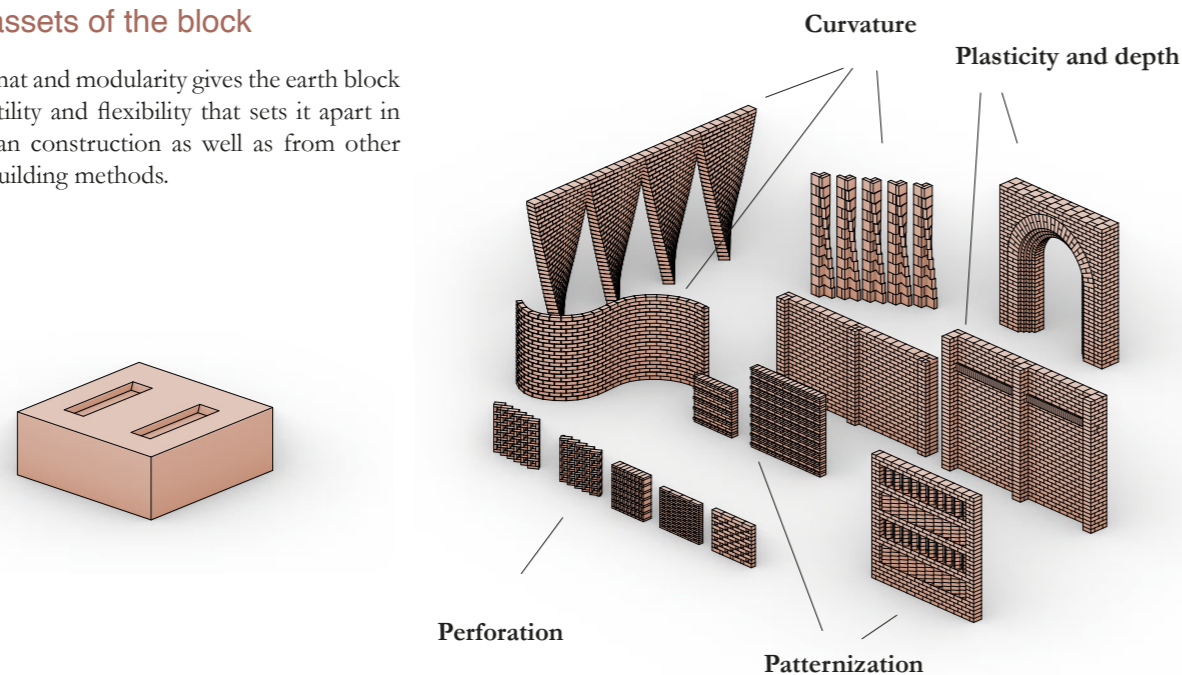 assets of the block
mat and modularity gives the earth block
tility and flexibility that sets it apart in
an construction as well as from other
uilding methods.
Curvature
Plasticity and depth
Perforation
Patternization